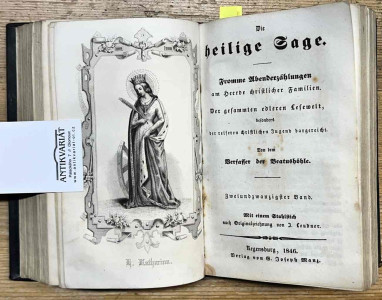 ANTIKVARIÁT
H. Katharina.
Die
heilige Sage.
Fromme Abenderzählungen
am Heerde christlicher Familien.
Der gesammten edleren Lesewelt,
besonders
der reiferen christlichen Jugend dargereicht.
Von dem
Verfasser der Beatushöhle.
Zweiundzwanzigster Band.
Mit einem Stahlstich
nach Originalzeichnung von J. Leudner.
Regensburg, 1846.
Verlag von G. Joseph Manz.